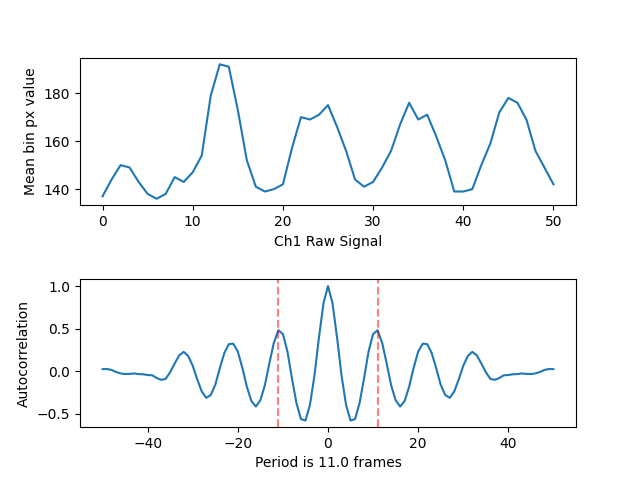 180
160
140
Mean bin px value
0 10 20 30 40 50
Ch1 Raw Signal
1.0
0.5
0.0
−0.5
Autocorrelation
−40 −20 0 20 40
Period is 11.0 frames